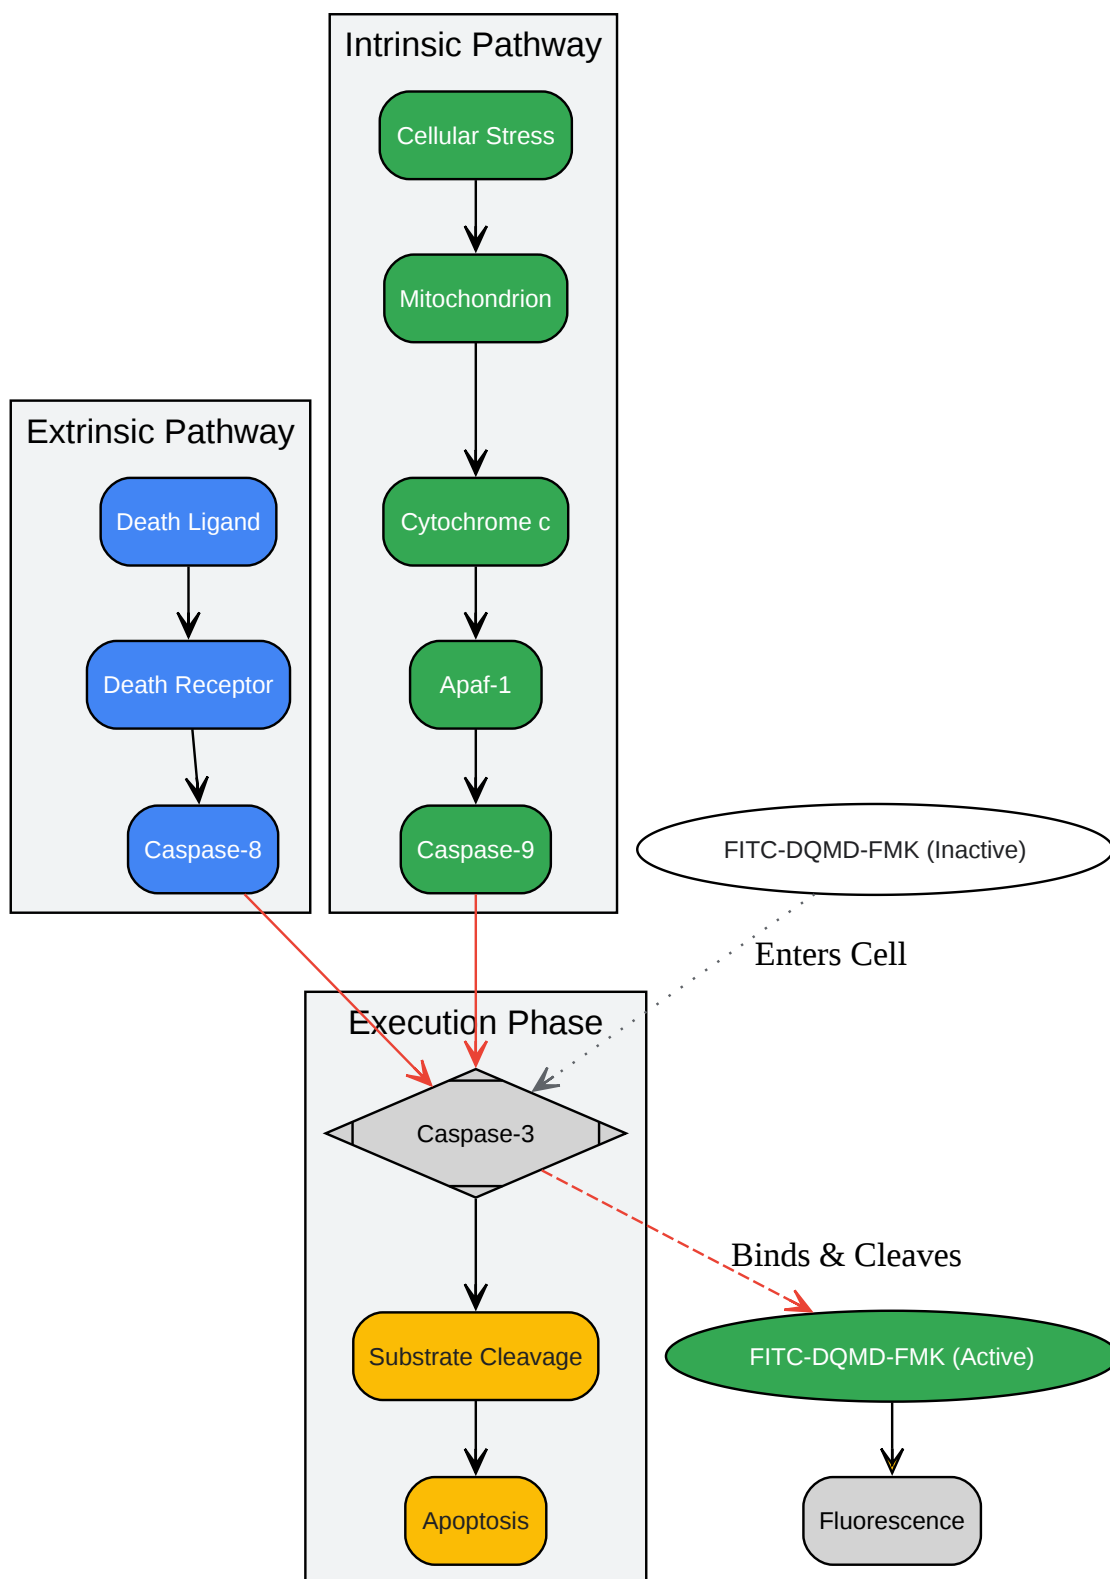 Intrinsic Pathway
Cellular Stress
Mitochondrion
Extrinsic Pathway
Death Ligand
Cytochrome c
Death Receptor
Apaf-1
Caspase-8
Caspase-9
FITC-DQMD-FMK (Inactive)
Enters Cell
Execution Phase
Caspase-3
Binds & Cleaves
Substrate Cleavage
FITC-DQMD-FMK (Active)
Apoptosis
Fluorescence